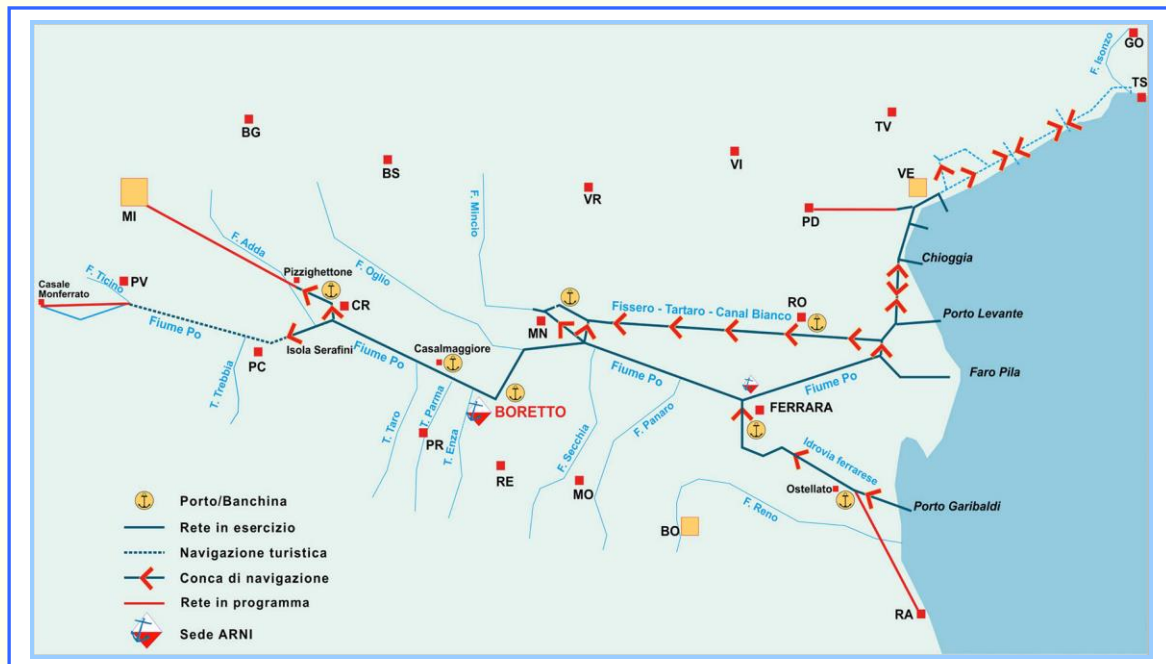 GO
F. Isonzo
TS
BG
TV
BS
VI
VE
MI
VR
F. Mincio
PD
F. Adda
F. Oglio
Chioggia
Pizzighettone
PV
F. Ticino
Casale
Monferrato
CR
Fissero - Tartaro - Canal Bianco
RO
Porto Levante
MN
Fiume Po
Isola Serafini
PC
Fiume Po
Casalmaggiore
Fiume Po
Fiume Po
Faro Pila
T. Trebbia
BORETTO
FERRARA
T. Taro
T. Parma
T. Enza
PR
F. Secchia
F. Panaro
Idrovia ferrarese
RE
MO
Ostellato
F. Reno
Porto Garibaldi
BO
RA
Porto/Banchina
Rete in esercizio
Navigazione turistica
Conca di navigazione
Rete in programma
Sede ARNI